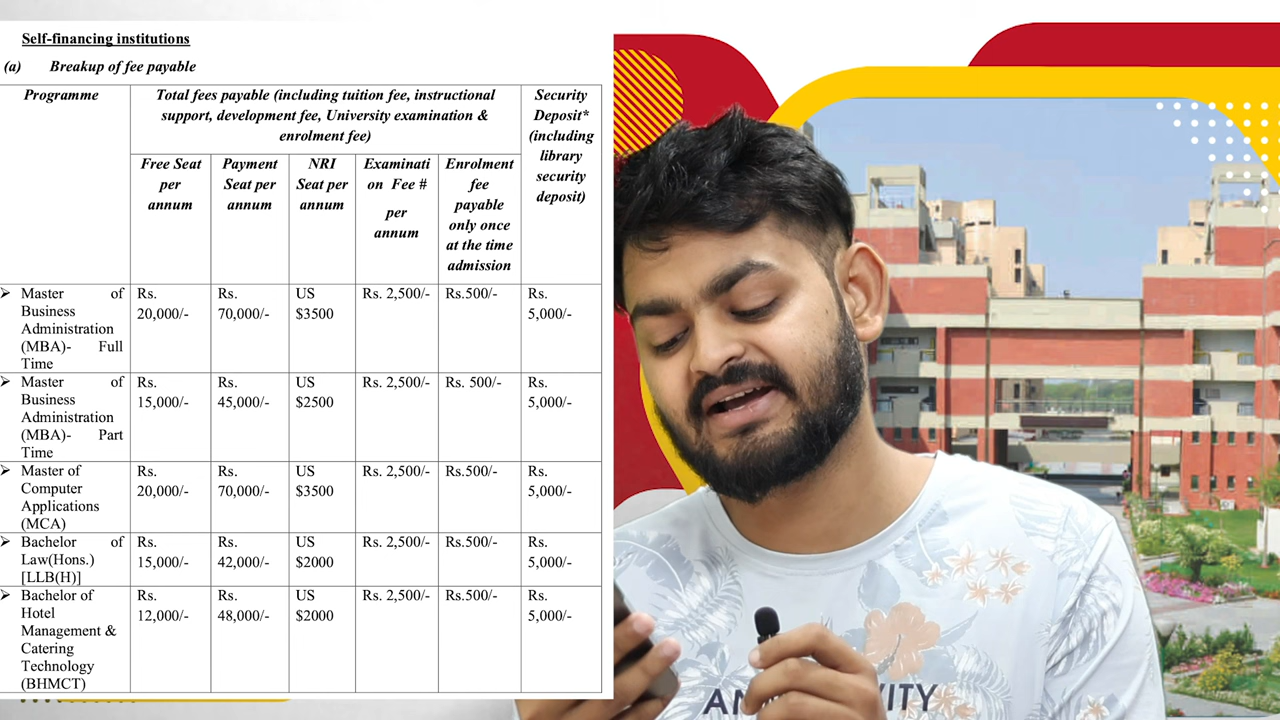 Self-financing institutions
(a) Breakup of fee payable
Programme
Total fees payable (including tuition fee, instructional
support, development fee, University examination &
enrolment fee)
Security
Deposit*
(including
library
security
deposit)
Free Seat
per
annum
Payment
Seat per
annum
NRI
Seat per
annum
Examinati
on Fee #
per
annum
Enrolment
fee
payable
only once
at the time
admission
➢ Master of
Business
Administration
(MBA)- Full
Time
Rs.
20,000/-
Rs.
70,000/-
US
$3500
Rs. 2,500/-
Rs.500/-
Rs.
5,000/-
➢ Master of
Business
Administration
(MBA)- Part
Time
Rs.
15,000/-
Rs.
45,000/-
US
$2500
Rs. 2,500/-
Rs. 500/-
Rs.
5,000/-
➢ Master of
Computer
Applications
(MCA)
Rs.
20,000/-
Rs.
70,000/-
US
$3500
Rs. 2,500/-
Rs.500/-
Rs.
5,000/-
➢ Bachelor of
Law(Hons.)
[LLB(H)]
Rs.
15,000/-
Rs.
42,000/-
US
$2000
Rs. 2,500/-
Rs.500/-
Rs.
5,000/-
➢ Bachelor of
Hotel
Management &
Catering
Technology
(BHMCT)
Rs.
12,000/-
Rs.
48,000/-
US
$2000
Rs. 2,500/-
Rs.500/-
Rs.
5,000/-